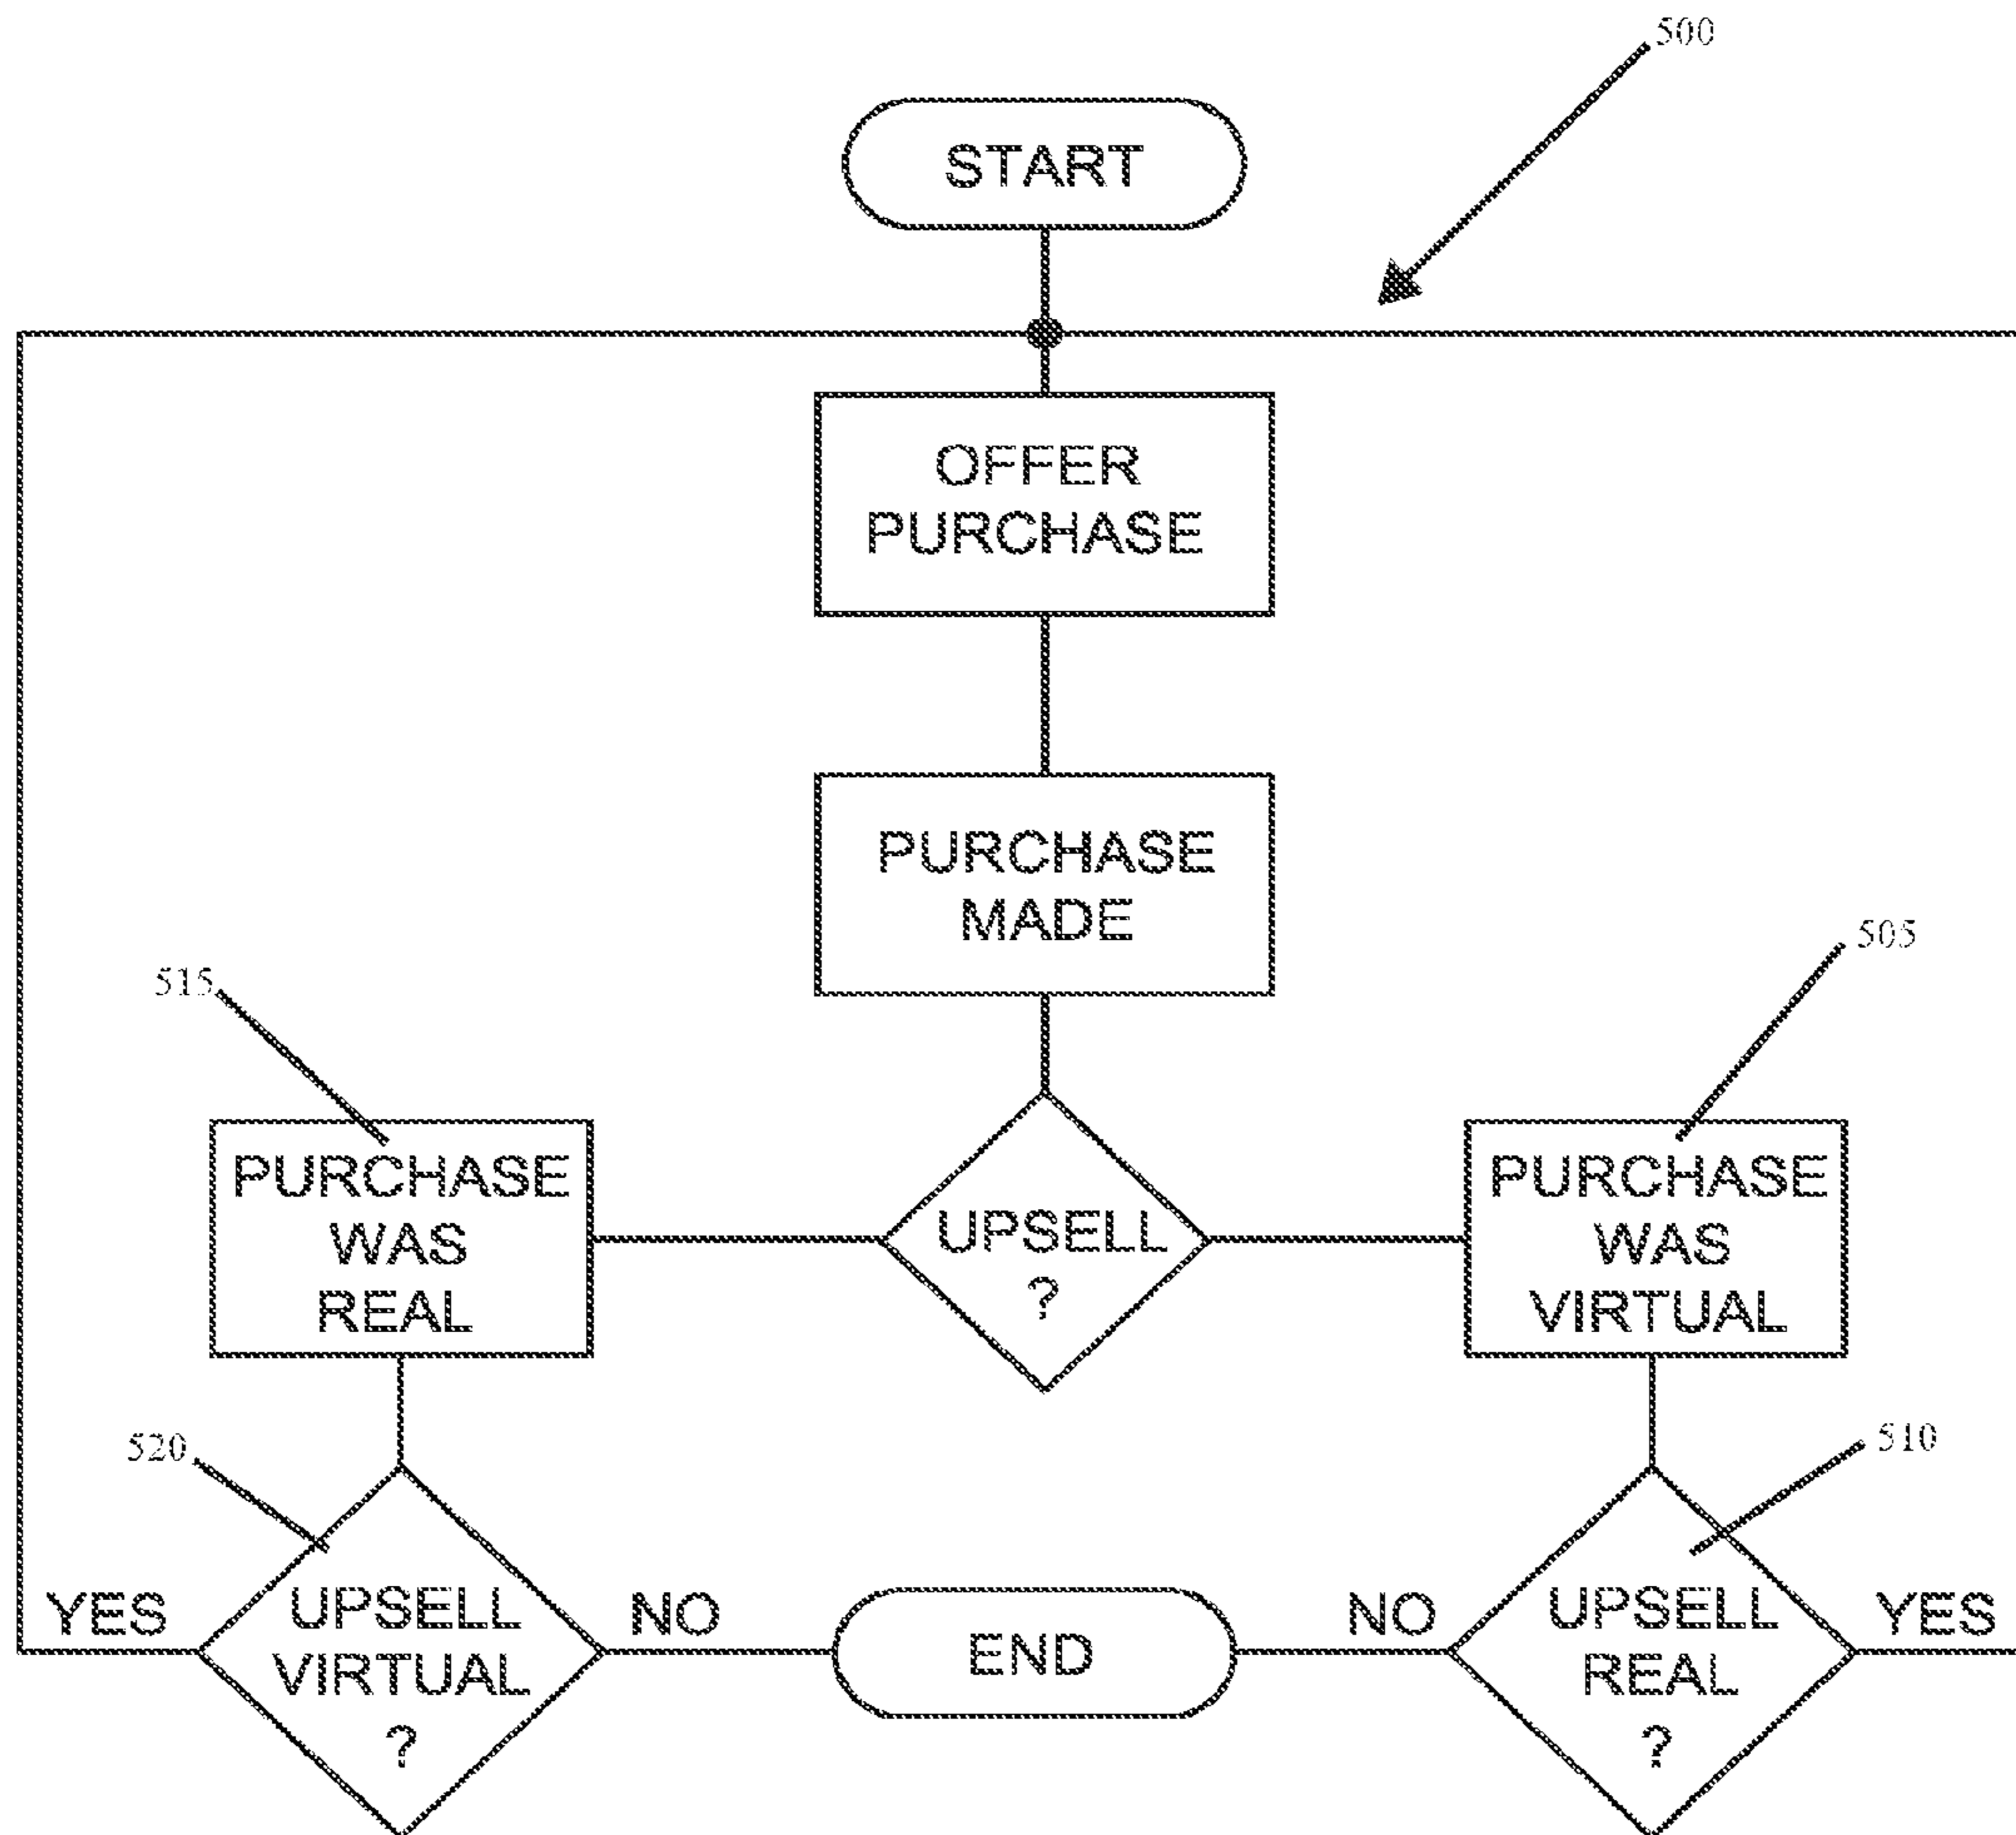 500
START
OFFER
PURCHASE
PURCHASE
MADE
515
505
PURCHASE
WAS
REAL
UPSELL
?
PURCHASE
WAS
VIRTUAL
520
510
YES
UPSELL
VIRTUAL
?
NO
END
NO
UPSELL
REAL
?
YES